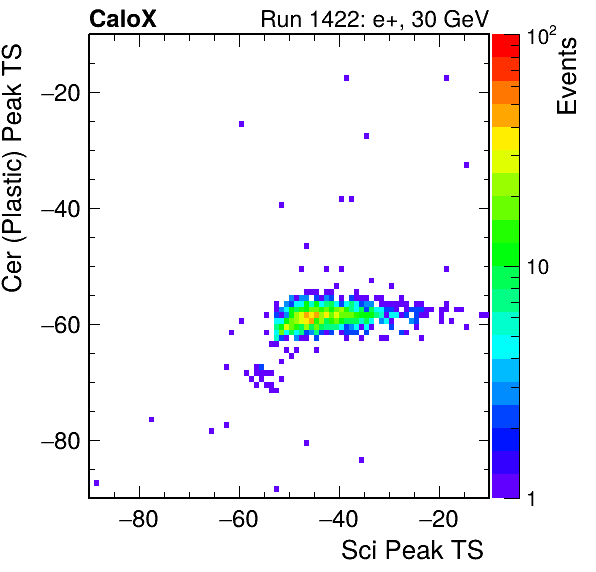 CaloX Run 1422: e+, 30 GeV
Cer (Plastic) Peak TS
−20
−40
−60
−80
−80 −60 −40 −20
Sci Peak TS
10²
10
1
Events